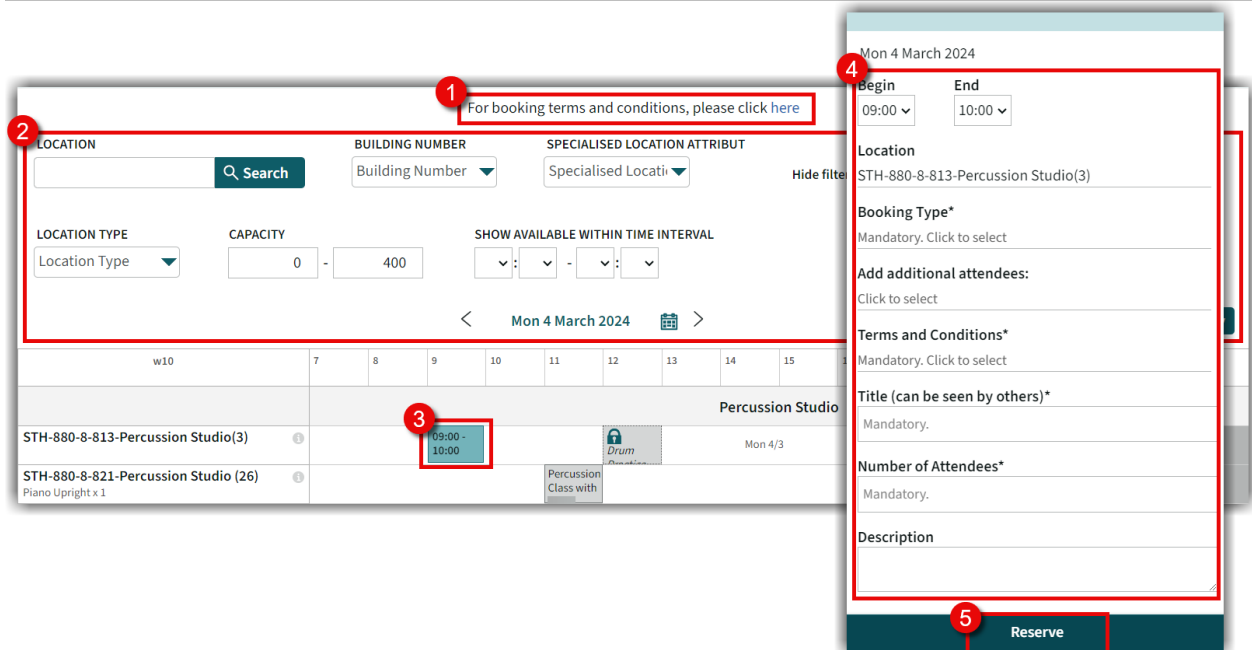 1
For booking terms and conditions, please click here
2
LOCATION
Search
BUILDING NUMBER
Building Number
SPECIALISED LOCATION ATTRIBUT
Specialised Locati
Hide filte
LOCATION TYPE
Location Type
CAPACITY
0 - 400
SHOW AVAILABLE WITHIN TIME INTERVAL
: - :
Mon 4 March 2024
w10 7 8 9 10 11 12 13 14 15
Percussion Studio
3
STH-880-8-813-Percussion Studio(3)
09:00 -
10:00
Drum
Mon 4/3
STH-880-8-821-Percussion Studio (26)
Piano Upright x 1
Percussion
Class with
Mon 4 March 2024
4
Begin End
09:00 10:00
Location
STH-880-8-813-Percussion Studio(3)
Booking Type*
Mandatory. Click to select
Add additional attendees:
Click to select
Terms and Conditions*
Mandatory. Click to select
Title (can be seen by others)*
Mandatory.
Number of Attendees*
Mandatory.
Description
5
Reserve